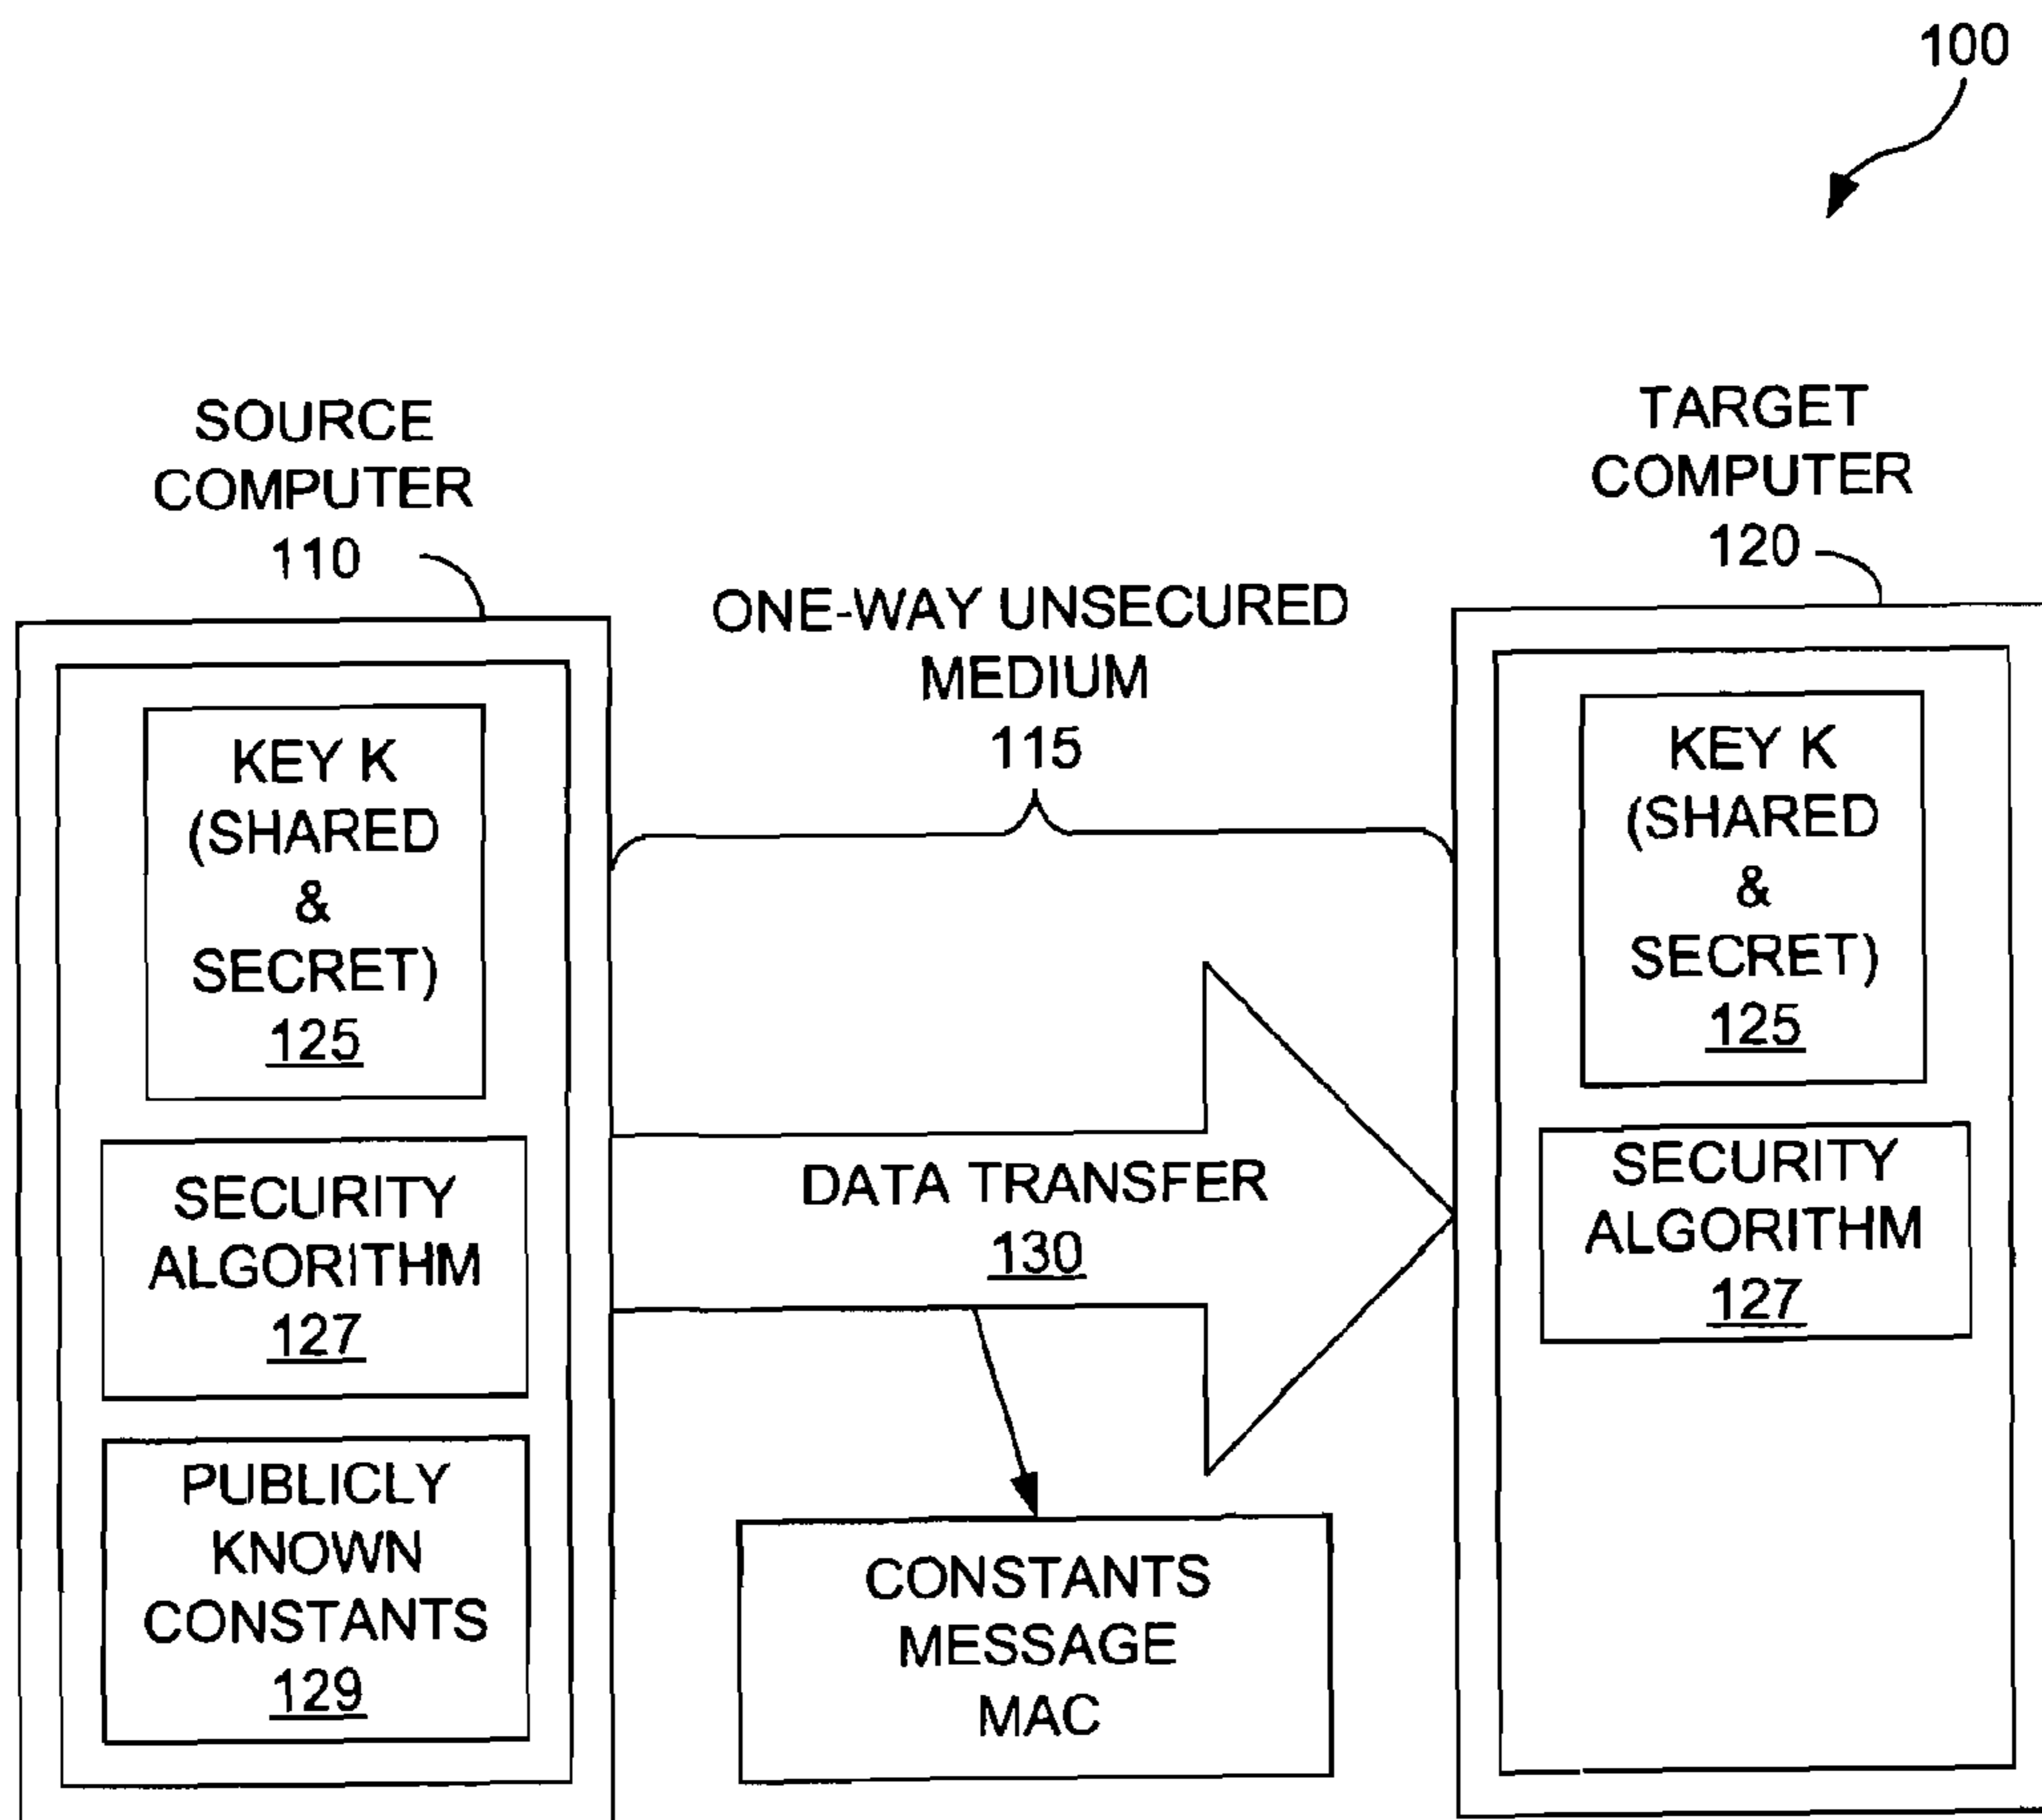 100
SOURCE
COMPUTER
110
KEY K
(SHARED
&
SECRET)
125
SECURITY
ALGORITHM
127
PUBLICLY
KNOWN
CONSTANTS
129
ONE-WAY UNSECURED
MEDIUM
115
DATA TRANSFER
130
CONSTANTS
MESSAGE
MAC
TARGET
COMPUTER
120
KEY K
(SHARED
&
SECRET)
125
SECURITY
ALGORITHM
127